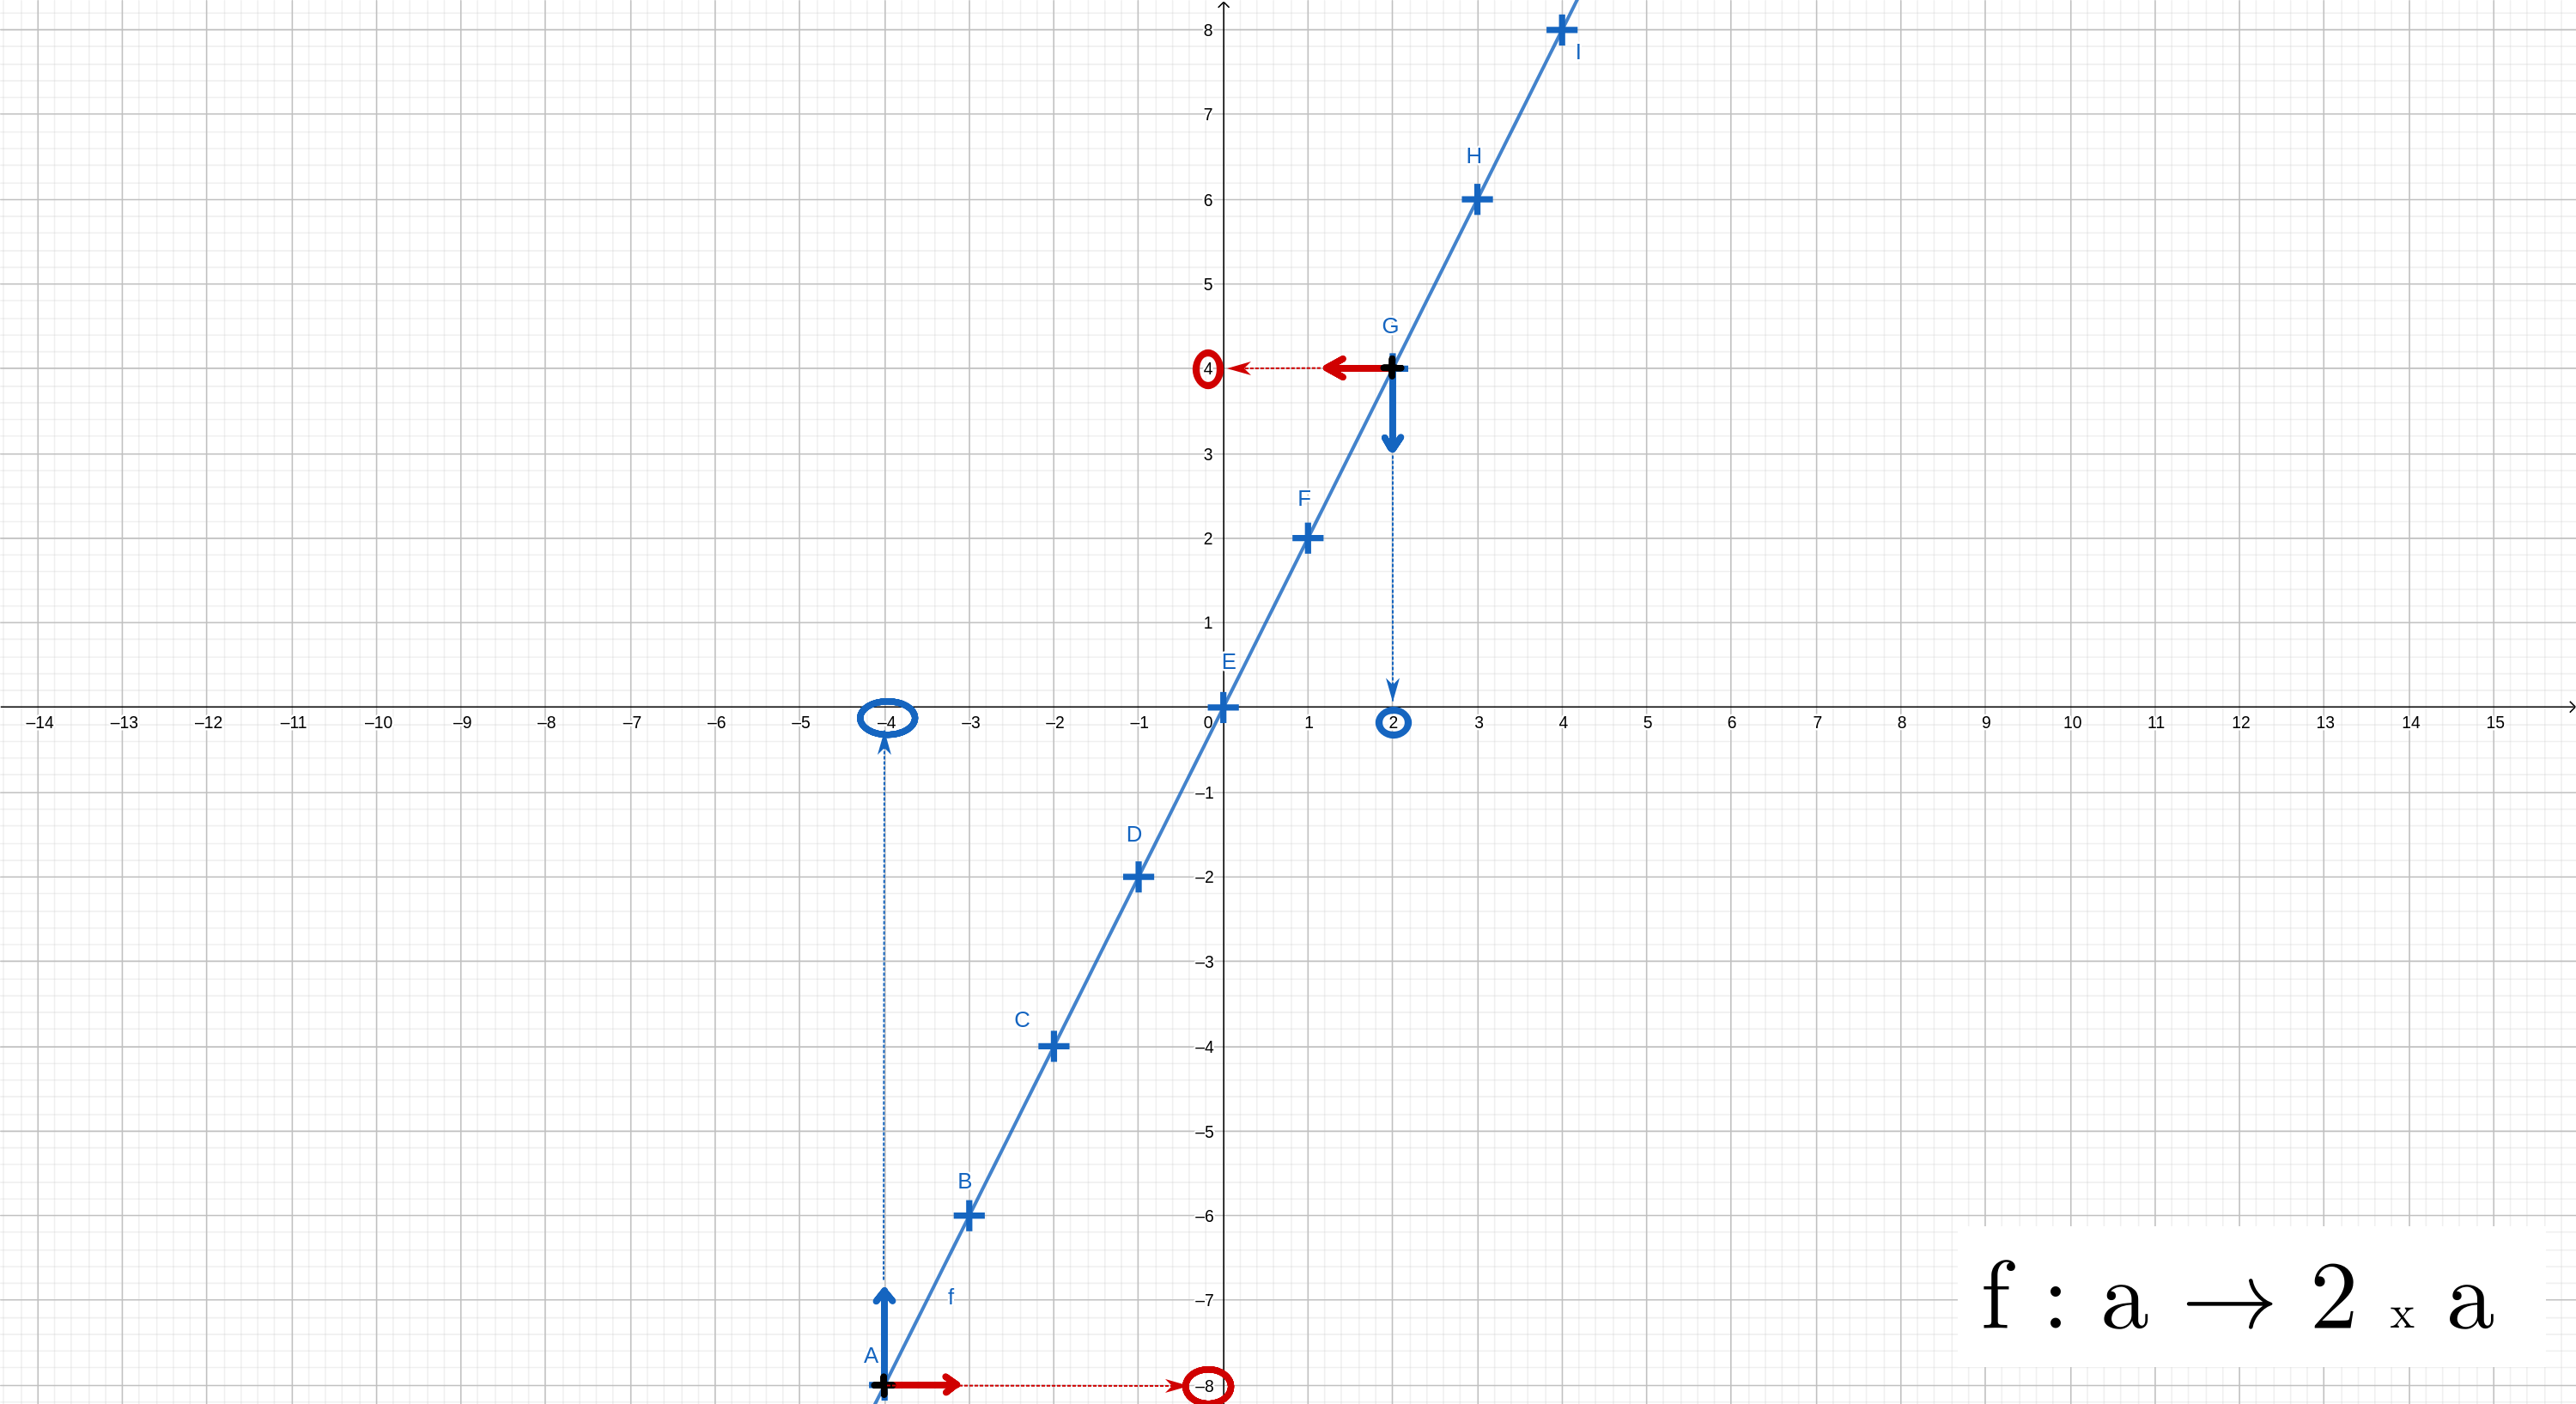 8
I
7
H
6
5
G
4
3
F
2
1
E
–14 –13 –12 –11 –10 –9 –8 –7 –6 –5 –4 –3 –2 –1 0 1 2 3 4 5 6 7 8 9 10 11 12 13 14 15
–1
D
–2
–3
C
–4
–5
B
–6
f
–7
f : a → 2 x a
A
–8